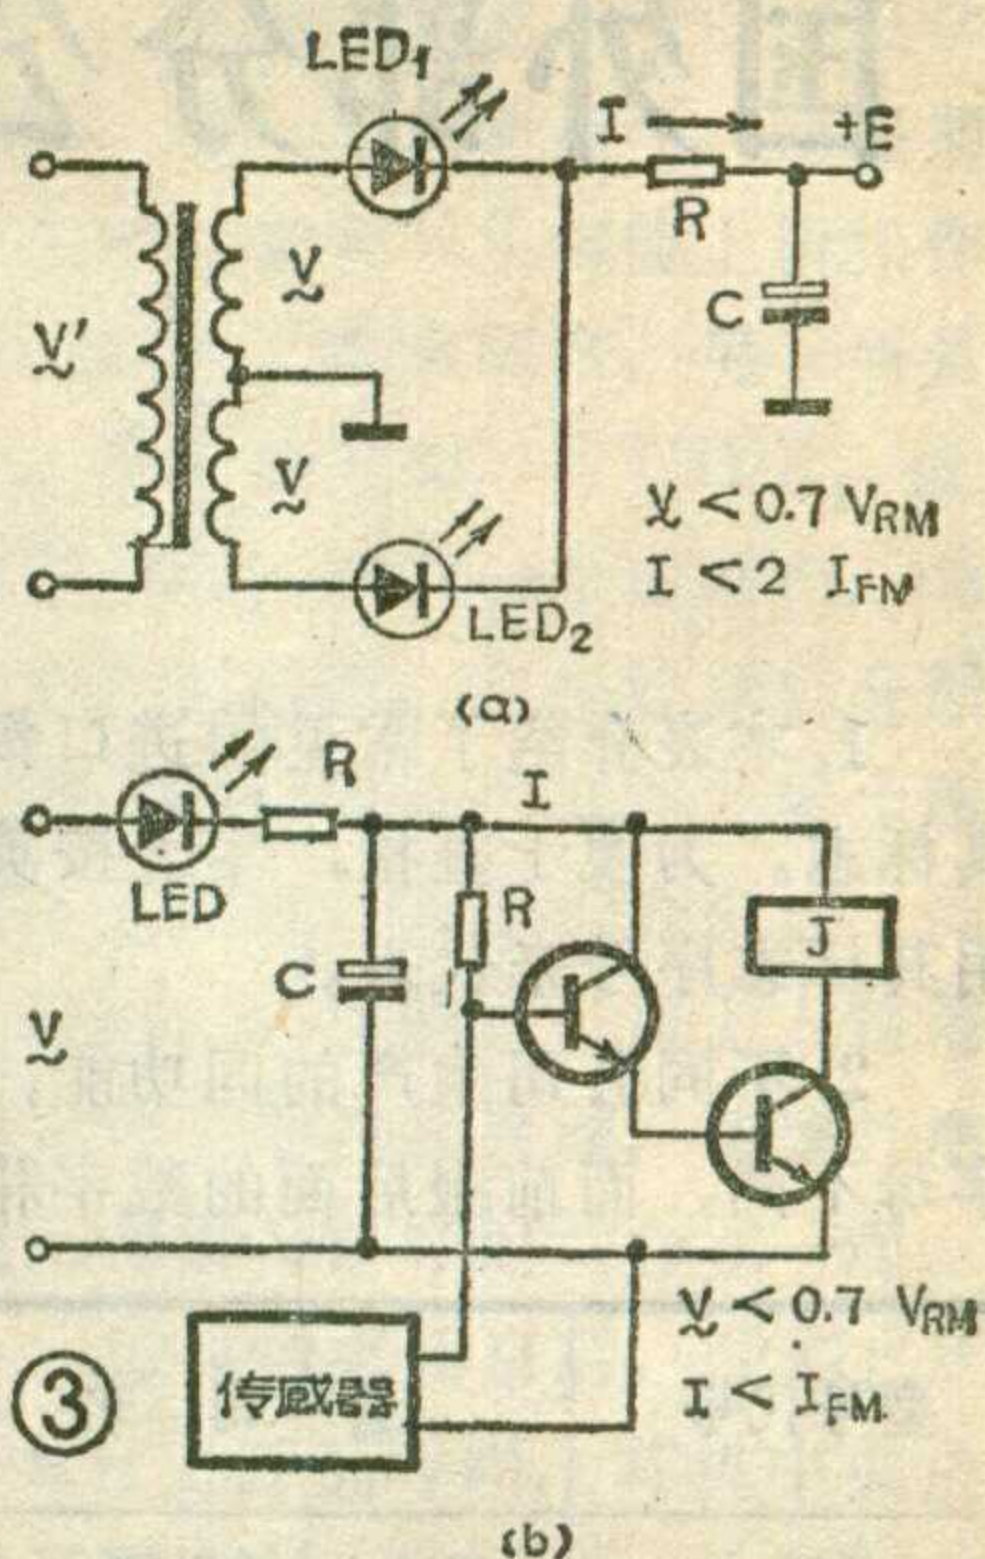 LED₁
I
+E
R
V
V'
C
V
V < 0.7 VRM
I < 2 IFM
LED₂
(a)
R
I
LED
R
J
C
V
V < 0.7 VRM
传感器
I < IFM
③
(b)